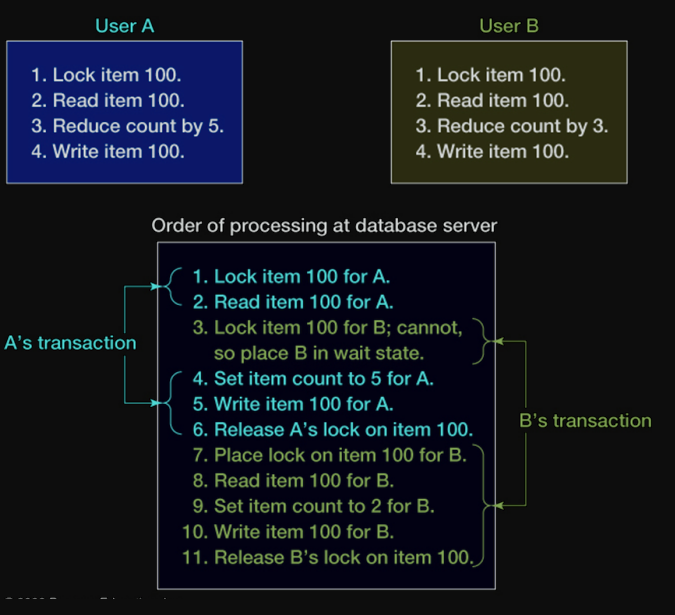 User A
1. Lock item 100.
2. Read item 100.
3. Reduce count by 5.
4. Write item 100.
User B
1. Lock item 100.
2. Read item 100.
3. Reduce count by 3.
4. Write item 100.
Order of processing at database server
1. Lock item 100 for A.
2. Read item 100 for A.
3. Lock item 100 for B; cannot,
so place B in wait state.
4. Set item count to 5 for A.
5. Write item 100 for A.
6. Release A's lock on item 100.
7. Place lock on item 100 for B.
8. Read item 100 for B.
9. Set item count to 2 for B.
10. Write item 100 for B.
11. Release B's lock on item 100.
A's transaction
B's transaction